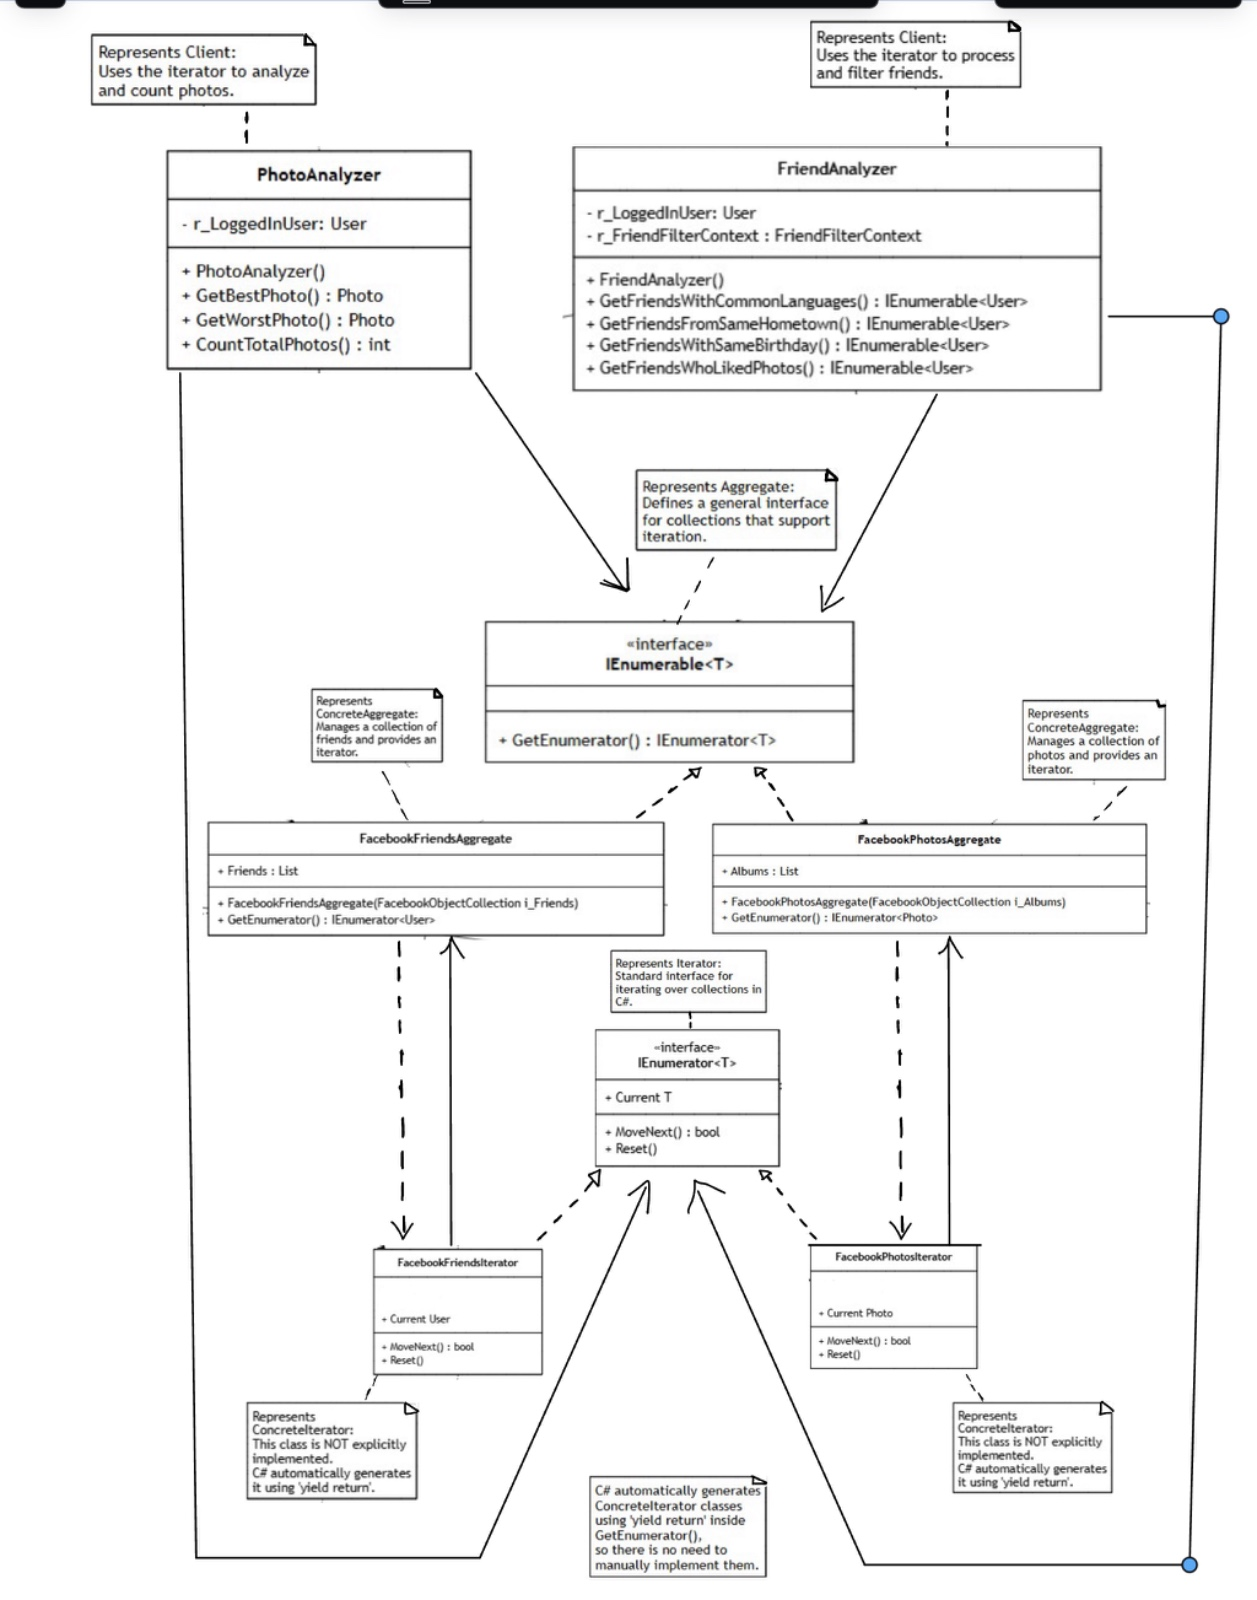 Represents Client:
Uses the iterator to analyze
and count photos.
Represents Client:
Uses the iterator to process
and filter friends.
PhotoAnalyzer
- r_LoggedInUser: User
+ PhotoAnalyzer()
+ GetBestPhoto() : Photo
+ GetWorstPhoto() : Photo
+ CountTotalPhotos() : int
FriendAnalyzer
- r_LoggedInUser: User
- r_FriendFilterContext : FriendFilterContext
+ FriendAnalyzer()
+ GetFriendsWithCommonLanguages() : IEnumerable<User>
+ GetFriendsFromSameHometown() : IEnumerable<User>
+ GetFriendsWithSameBirthday() : IEnumerable<User>
+ GetFriendsWhoLikedPhotos() : IEnumerable<User>
Represents Aggregate:
Defines a general interface
for collections that support
iteration.
«interface»
IEnumerable<T>
+ GetEnumerator() : IEnumerator<T>
Represents
ConcreteAggregate:
Manages a collection of
friends and provides an
iterator.
Represents
ConcreteAggregate:
Manages a collection of
photos and provides an
iterator.
FacebookFriendsAggregate
+ Friends : List
+ FacebookFriendsAggregate(FacebookObjectCollection i_Friends)
+ GetEnumerator() : IEnumerator<User>
FacebookPhotosAggregate
+ Albums : List
+ FacebookPhotosAggregate(FacebookObjectCollection i_Albums)
+ GetEnumerator() : IEnumerator<Photo>
Represents Iterator:
Standard interface for
iterating over collections in
C#.
«interface»
IEnumerator<T>
+ Current T
+ MoveNext() : bool
+ Reset()
FacebookFriendsIterator
+ Current User
+ MoveNext() : bool
+ Reset()
FacebookPhotosIterator
+ Current Photo
+ MoveNext() : bool
+ Reset()
Represents
ConcreteIterator:
This class is NOT explicitly
implemented.
C# automatically generates
it using 'yield return'.
Represents
ConcreteIterator:
This class is NOT explicitly
implemented.
C# automatically generates
it using 'yield return'.
C# automatically generates
ConcreteIterator classes
using 'yield return' inside
GetEnumerator(),
so there is no need to
manually implement them.